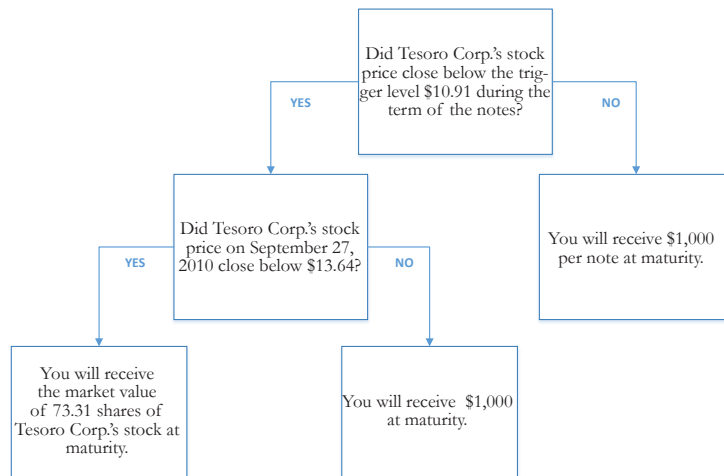 Did Tesoro Corp.'s stock
price close below the trig-
ger level $10.91 during the
term of the notes?
YES
NO
Did Tesoro Corp.'s stock
price on September 27,
2010 close below $13.64?
You will receive $1,000
per note at maturity.
YES
NO
You will receive
the market value
of 73.31 shares of
Tesoro Corp.'s stock at
maturity.
You will receive $1,000
at maturity.